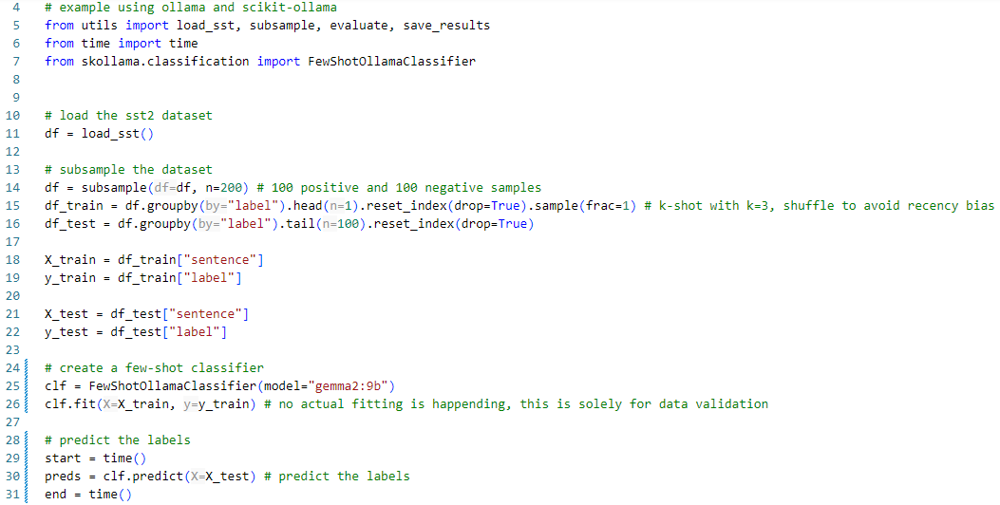 4 # example using ollama and scikit-ollama
5 from utils import load_sst, subsample, evaluate, save_results
6 from time import time
7 from skollama.classification import FewShotOllamaClassifier
8
9
10 # load the sst2 dataset
11 df = load_sst()
12
13 # subsample the dataset
14 df = subsample(df=df, n=200) # 100 positive and 100 negative samples
15 df_train = df.groupby(by="label").head(n=1).reset_index(drop=True).sample(frac=1) # k-shot with k=3, shuffle to avoid recency bias
16 df_test = df.groupby(by="label").tail(n=100).reset_index(drop=True)
17
18 X_train = df_train["sentence"]
19 y_train = df_train["label"]
20
21 X_test = df_test["sentence"]
22 y_test = df_test["label"]
23
24 # create a few-shot classifier
25 clf = FewShotOllamaClassifier(model="gemma2:9b")
26 clf.fit(X=X_train, y=y_train) # no actual fitting is happending, this is solely for data validation
27
28 # predict the labels
29 start = time()
30 preds = clf.predict(X=X_test) # predict the labels
31 end = time()